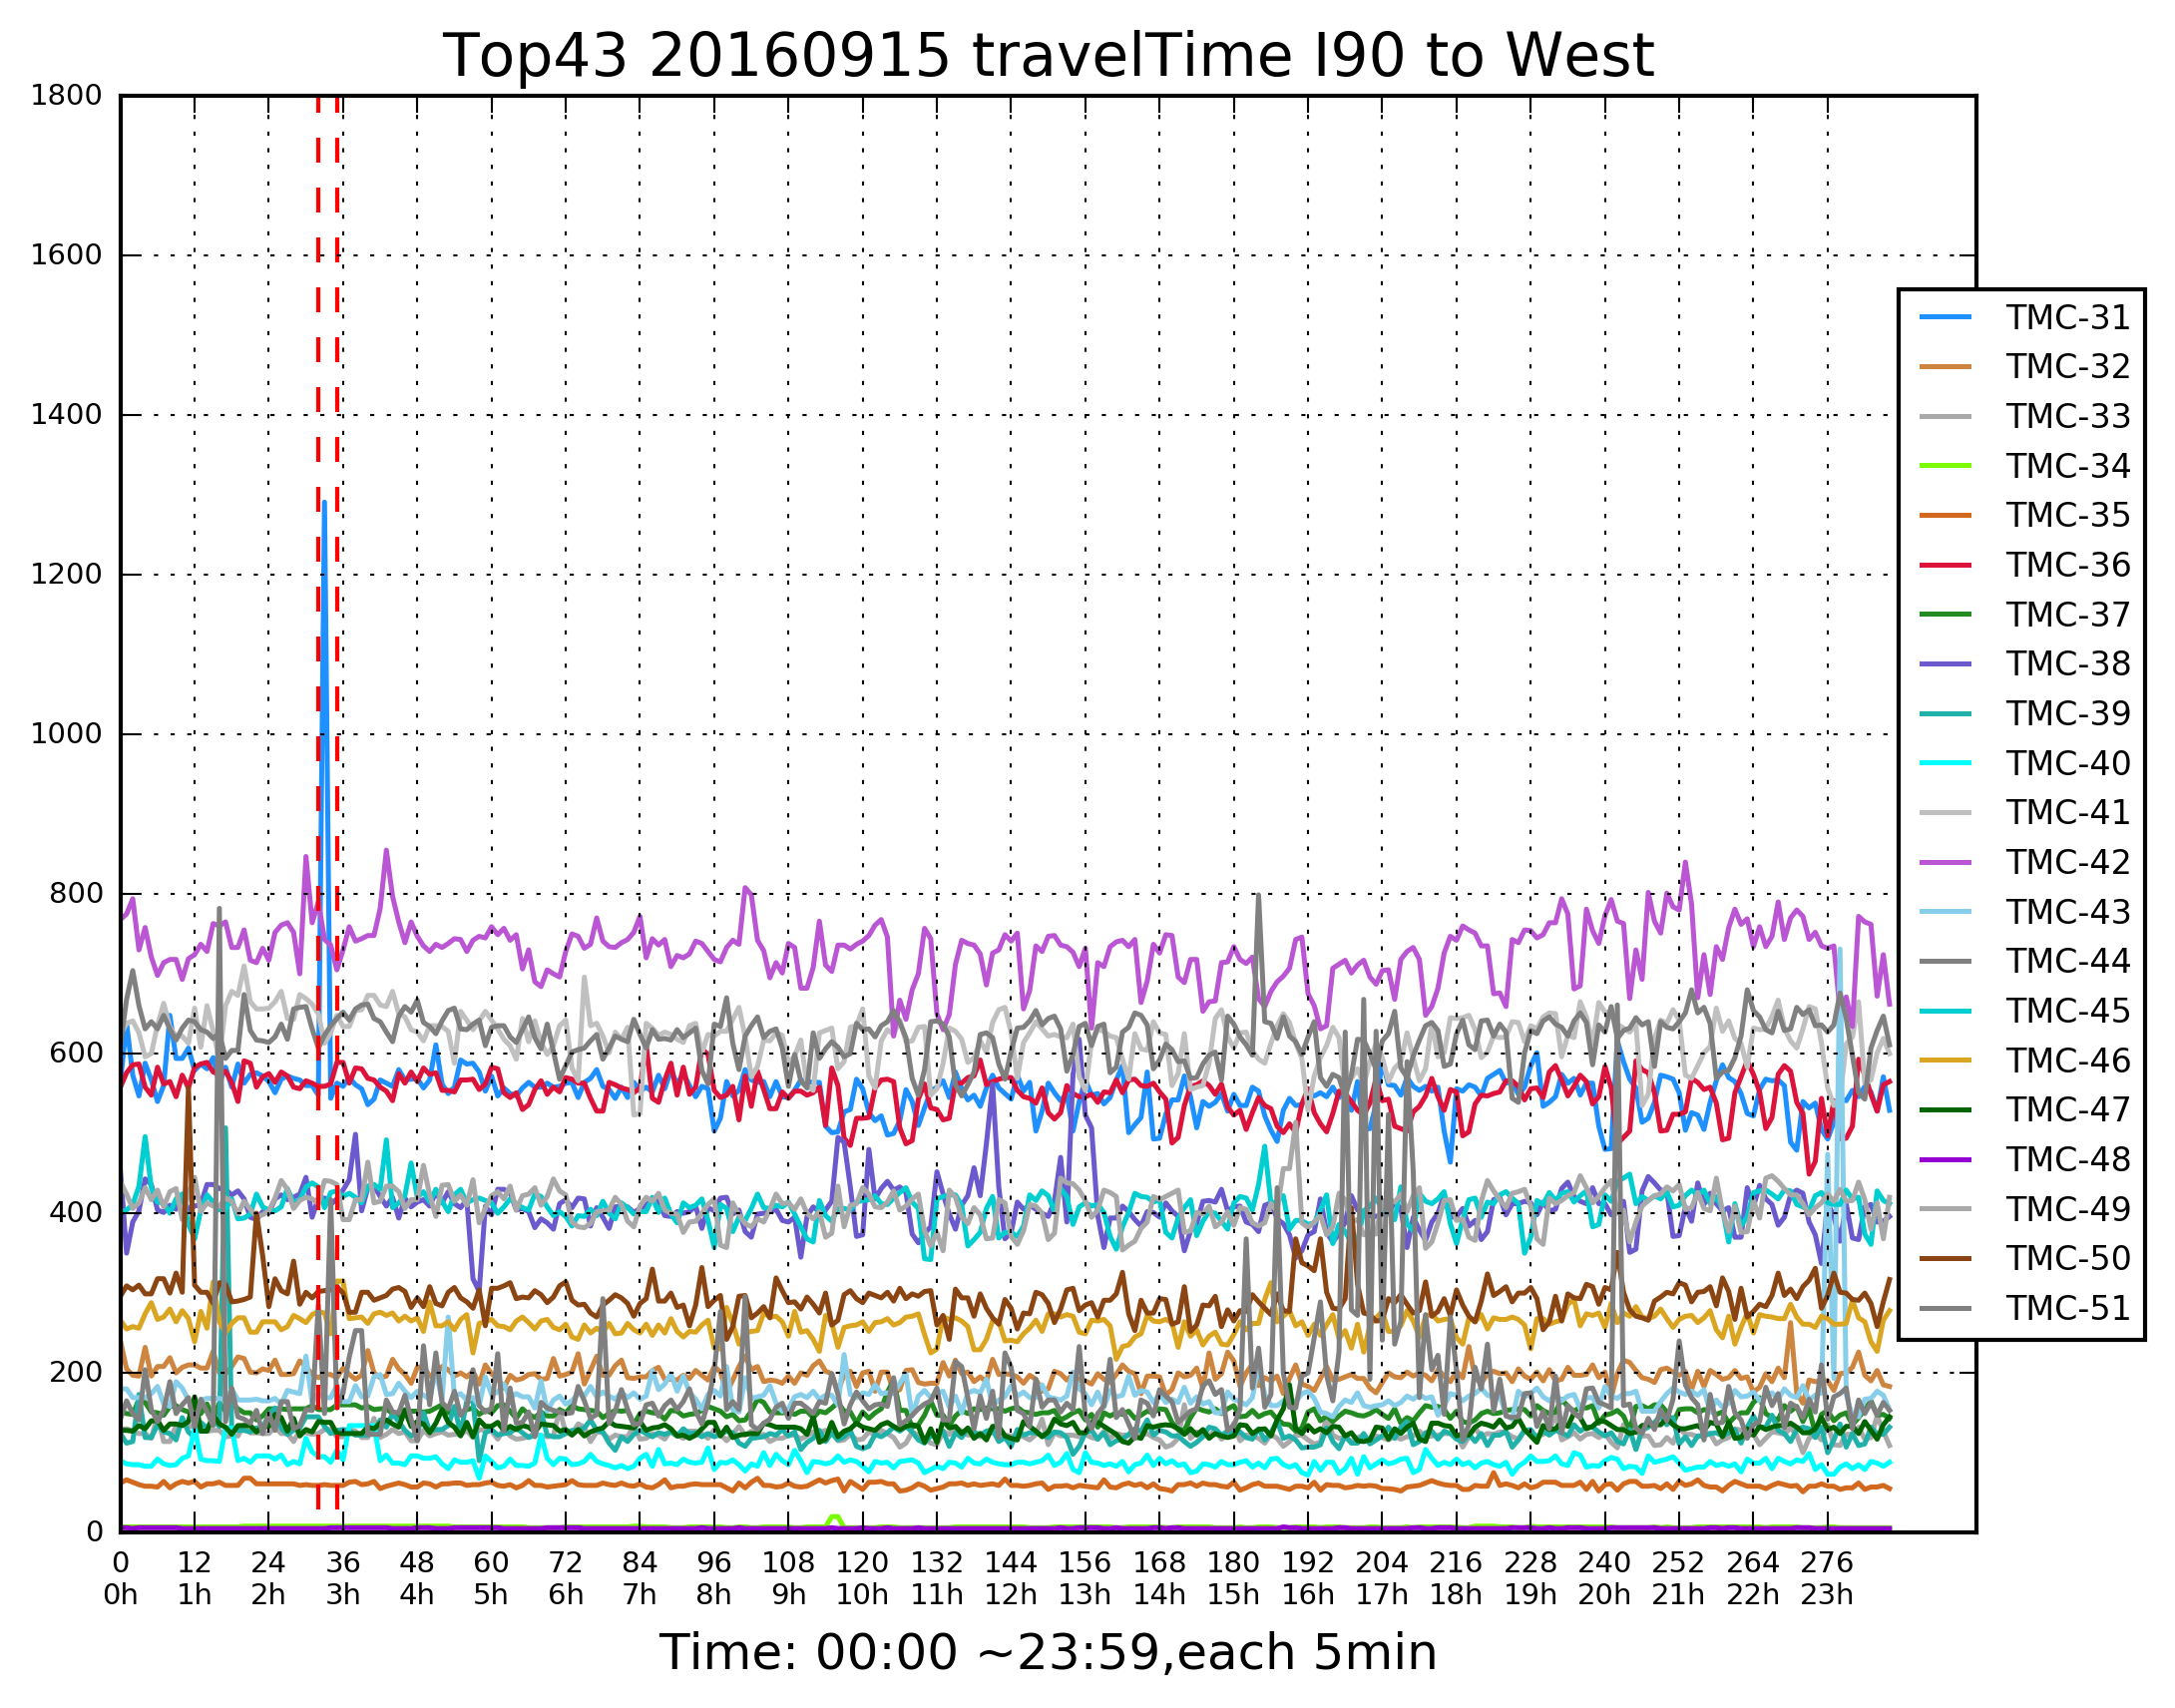 Top43 20160915 travelTime I90 to West
1800
1600
1400
1200
1000
800
600
400
200
0
0 12 24 36 48 60 72 84 96 108 120 132 144 156 168 180 192 204 216 228 240 252 264 276
0h 1h 2h 3h 4h 5h 6h 7h 8h 9h 10h 11h 12h 13h 14h 15h 16h 17h 18h 19h 20h 21h 22h 23h
Time: 00:00 ~23:59,each 5min
TMC-31
TMC-32
TMC-33
TMC-34
TMC-35
TMC-36
TMC-37
TMC-38
TMC-39
TMC-40
TMC-41
TMC-42
TMC-43
TMC-44
TMC-45
TMC-46
TMC-47
TMC-48
TMC-49
TMC-50
TMC-51